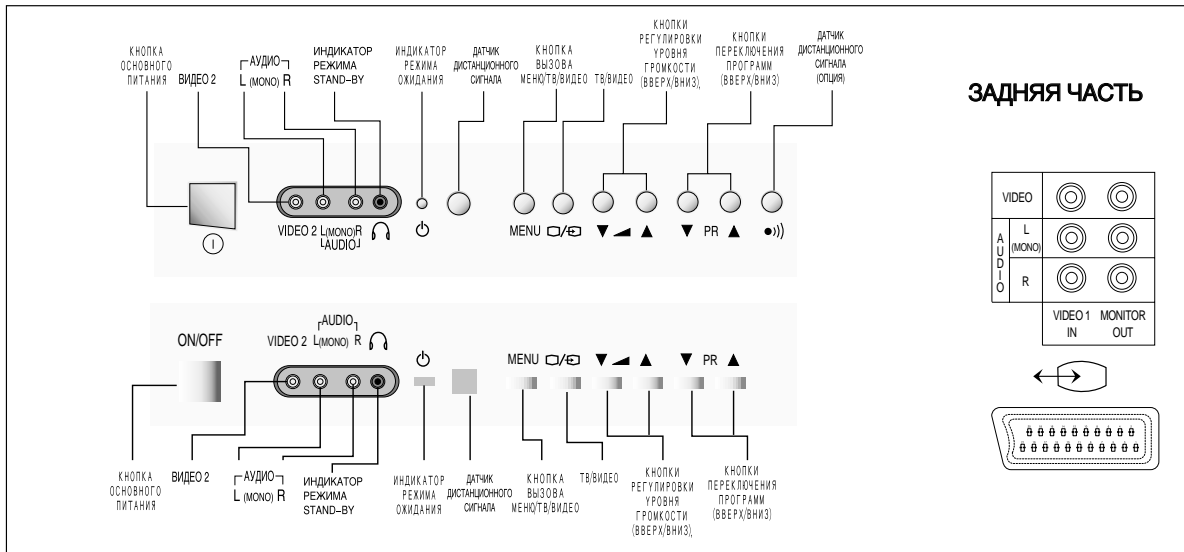 КНОПКА
ОСНОВНОГО
ПИТАНИЯ
ВИДЕО 2
АУДИО
L (MONO) R
ИНДИКАТОР
РЕЖИМА
STAND-BY
ИНДИКАТОР
РЕЖИМА
ОЖИДАНИЯ
ДАТЧИК
ДИСТАНЦИОННОГО
СИГНАЛА
КНОПКА
ВЫЗОВА
МЕНЮ/ТВ/ВИДЕО
ТВ/ВИДЕО
КНОПКИ
РЕГУЛИРОВКИ
УРОВНЯ
ГРОМКОСТИ
(ВВЕРХ/ВНИЗ),
КНОПКИ
ПЕРЕКЛЮЧЕНИЯ
ПРОГРАММ
(ВВЕРХ/ВНИЗ)
ДАТЧИК
ДИСТАНЦИОННОГО
СИГНАЛА
(ОПЦИЯ)
ЗАДНЯЯ ЧАСТЬ
VIDEO 2 L(MONO)R
AUDIO
MENU
PR
ON/OFF
AUDIO
VIDEO 2 L(MONO) R
MENU
PR
КНОПКА
ОСНОВНОГО
ПИТАНИЯ
ВИДЕО 2
АУДИО
L (MONO) R
ИНДИКАТОР
РЕЖИМА
STAND-BY
ИНДИКАТОР
РЕЖИМА
ОЖИДАНИЯ
ДАТЧИК
ДИСТАНЦИОННОГО
СИГНАЛА
КНОПКА
ВЫЗОВА
МЕНЮ/ТВ/ВИДЕО
ТВ/ВИДЕО
КНОПКИ
РЕГУЛИРОВКИ
УРОВНЯ
ГРОМКОСТИ
(ВВЕРХ/ВНИЗ),
КНОПКИ
ПЕРЕКЛЮЧЕНИЯ
ПРОГРАММ
(ВВЕРХ/ВНИЗ)
VIDEO
AUDIO
L
(MONO)
R
VIDEO 1
IN
MONITOR
OUT